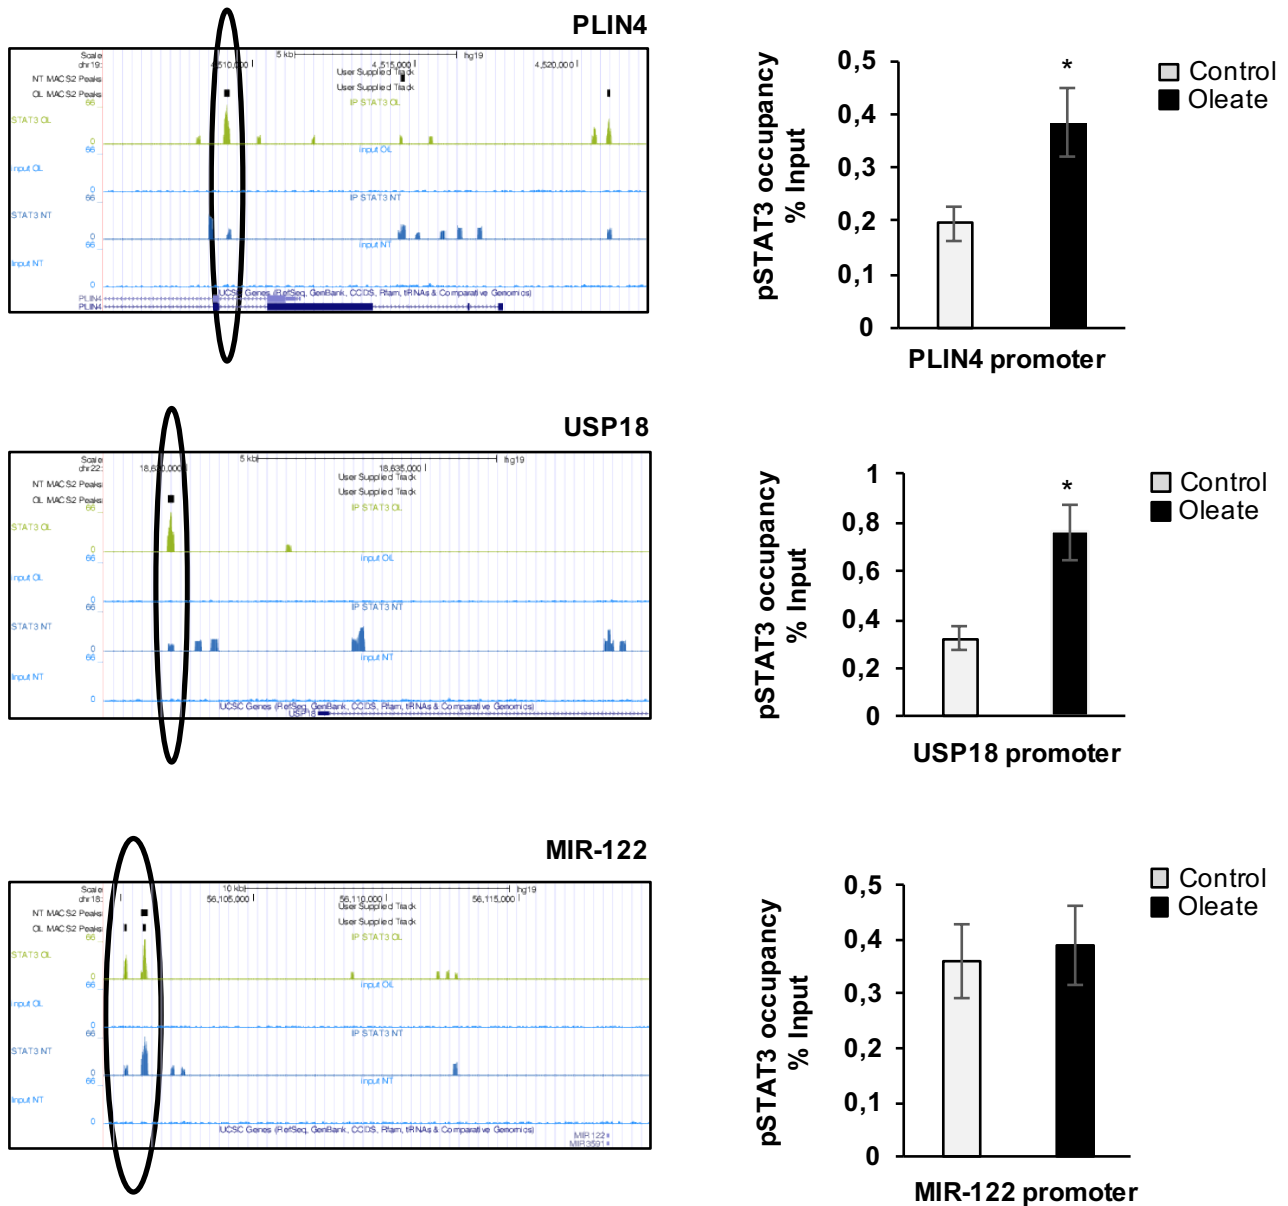 PLIN4
Scale
5 kb
hg19
chr19:
4,510,000
4,515,000
4,520,000
User Supplied Track
NT MACS2 Peaks
User Supplied Track
OL MACS2 Peaks
66
IP STAT3 OL
STAT3 OL
0
input OL
66
input OL
0
IP STAT3 NT
66
STAT3 NT
0
input NT
66
Input NT
0
UCSC Genes (RefSeq, GenBank, CCDS, Rfam, tRNAs & Comparative Genomics)
PLIN4
PLIN4
pSTAT3 occupancy
% Input
0,5
0,4
0,3
0,2
0,1
0
*
Control
Oleate
PLIN4 promoter
USP18
Scale
5 kb
hg19
chr22:
18,630,000
18,635,000
User Supplied Track
NT MACS2 Peaks
User Supplied Track
OL MACS2 Peaks
66
IP STAT3 OL
STAT3 OL
0
input OL
66
input OL
0
IP STAT3 NT
66
STAT3 NT
0
input NT
66
Input NT
0
UCSC Genes (RefSeq, GenBank, CCDS, Rfam, tRNAs & Comparative Genomics)
USP18
pSTAT3 occupancy
% Input
1
0,8
0,6
0,4
0,2
0
*
Control
Oleate
USP18 promoter
MIR-122
Scale
10 kb
hg19
chr18:
56,105,000
56,110,000
56,115,000
User Supplied Track
NT MACS2 Peaks
User Supplied Track
OL MACS2 Peaks
66
IP STAT3 OL
STAT3 OL
0
input OL
66
input OL
0
IP STAT3 NT
66
STAT3 NT
0
input NT
66
Input NT
0
UCSC Genes (RefSeq, GenBank, CCDS, Rfam, tRNAs & Comparative Genomics)
MIR122
MIR3591
pSTAT3 occupancy
% Input
0,5
0,4
0,3
0,2
0,1
0
Control
Oleate
MIR-122 promoter